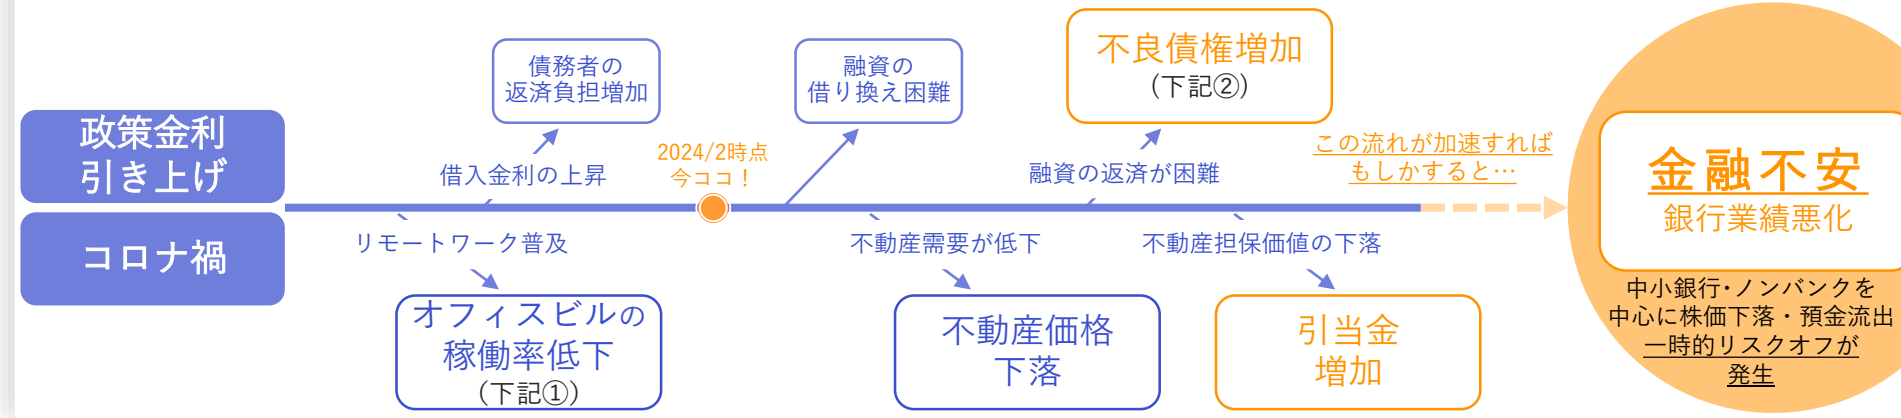 政策金利
引き上げ
コロナ禍
債務者の
返済負担増加
借入金利の上昇
リモートワーク普及
オフィスビルの
稼働率低下
(下記①)
2024/2時点
今ココ!
融資の
借り換え困難
不動産需要が低下
不動産価格
下落
不良債権増加
(下記②)
融資の返済が困難
不動産担保価値の下落
引当金
増加
この流れが加速すれば
もしかすると…
金融不安
銀行業績悪化
中小銀行・ノンバンクを
中心に株価下落・預金流出
一時的リスクオフが
発生